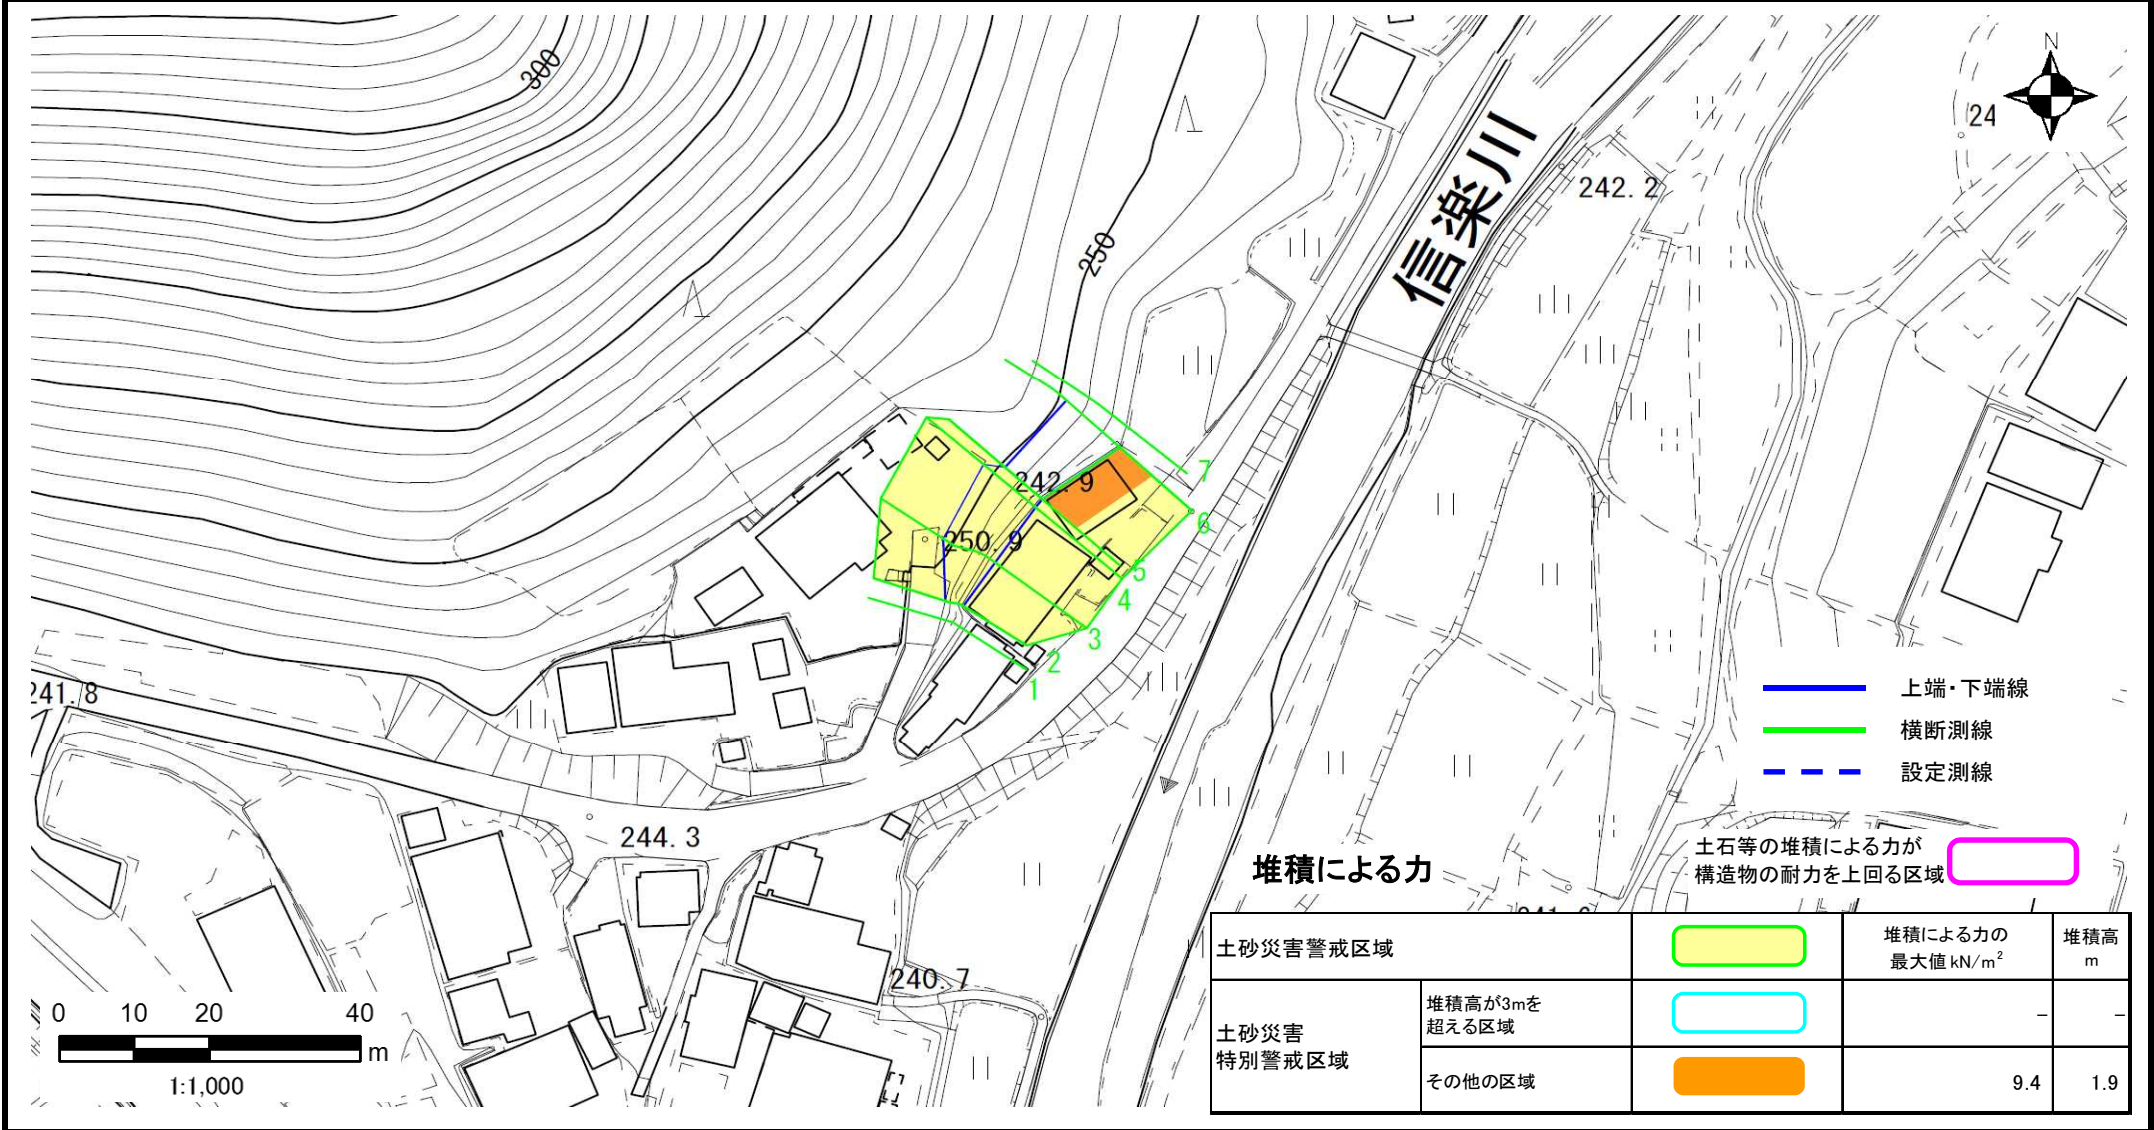 N
300
24
242. 2
信楽川
250
242. 9
7
6
250. 9
5
4
3
2
1
241. 8
上端・下端線
横断測線
設定測線
244. 3
堆積による力
土石等の堆積による力が
構造物の耐力を上回る区域
240. 7
土砂災害警戒区域
堆積による力の
最大値kN/m²
堆積高
m
土砂災害
特別警戒区域
堆積高が3mを
超える区域
－
－
その他の区域
9.4
1.9
0 10 20 40
m
1:1,000